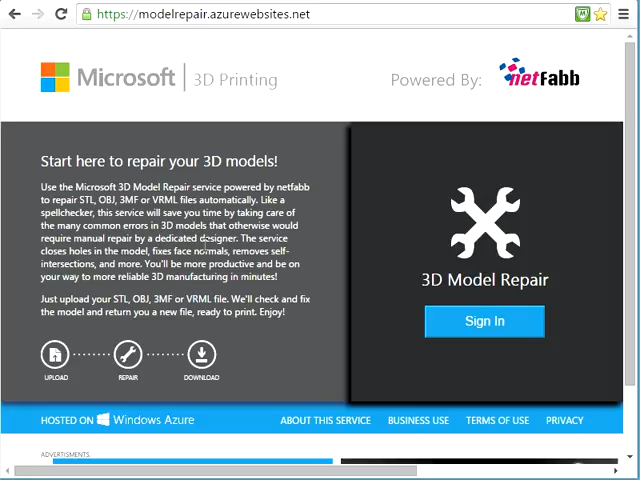 https://modelrepair.azurewebsites.net
Microsoft 3D Printing
Powered By: netfabb
Start here to repair your 3D models!
Use the Microsoft 3D Model Repair service powered by netfabb
to repair STL, OBJ, 3MF or VRML files automatically. Like a
spellchecker, this service will save you time by taking care of
the many common errors in 3D models that otherwise would
require manual repair by a dedicated designer. The service
closes holes in the model, fixes face normals, removes self-
intersections, and more. You'll be more productive and be on
your way to more reliable 3D manufacturing in minutes!
Just upload your STL, OBJ, 3MF or VRML file. We'll check and fix
the model and return you a new file, ready to print. Enjoy!
UPLOAD REPAIR DOWNLOAD
3D Model Repair
Sign In
HOSTED ON Windows Azure
ABOUT THIS SERVICE BUSINESS USE TERMS OF USE PRIVACY
ADVERTISMENTS.